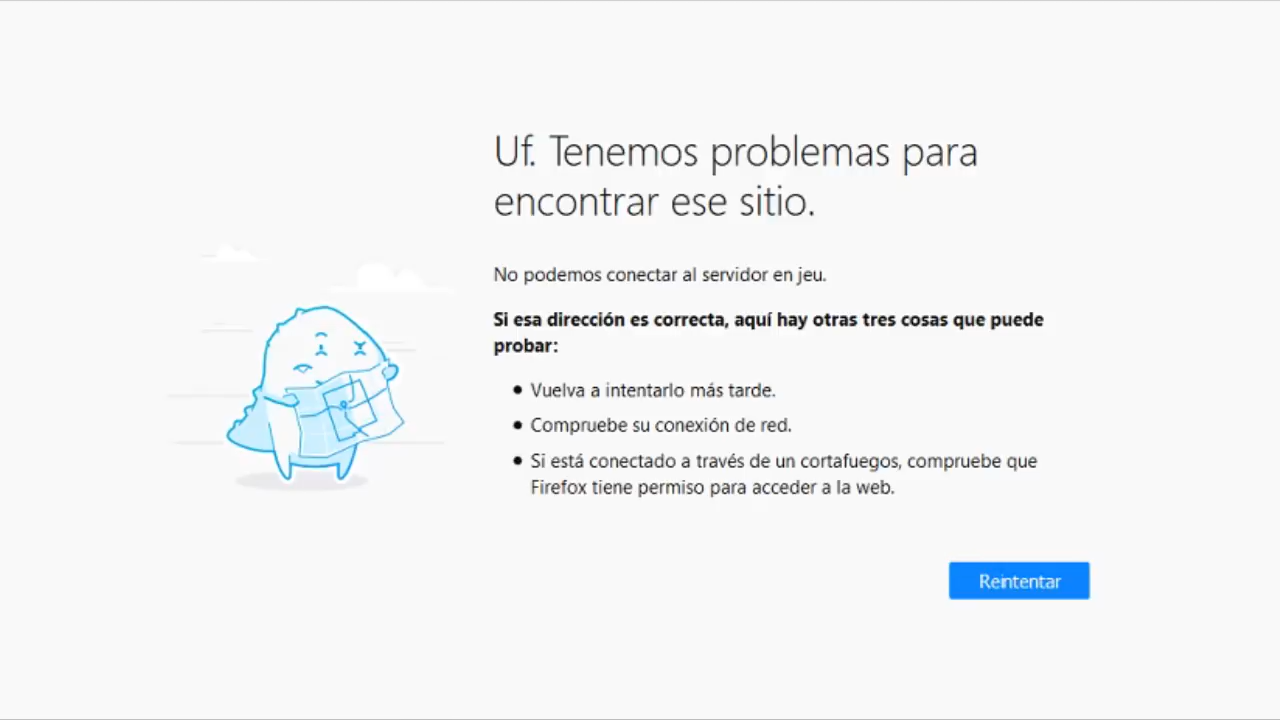 Uf. Tenemos problemas para
encontrar ese sitio.
No podemos conectar al servidor en jeu.
Si esa dirección es correcta, aquí hay otras tres cosas que puede
probar:
• Vuelva a intentarlo más tarde.
• Compruebe su conexión de red.
• Si está conectado a través de un cortafuegos, compruebe que
Firefox tiene permiso para acceder a la web.
Reintentar